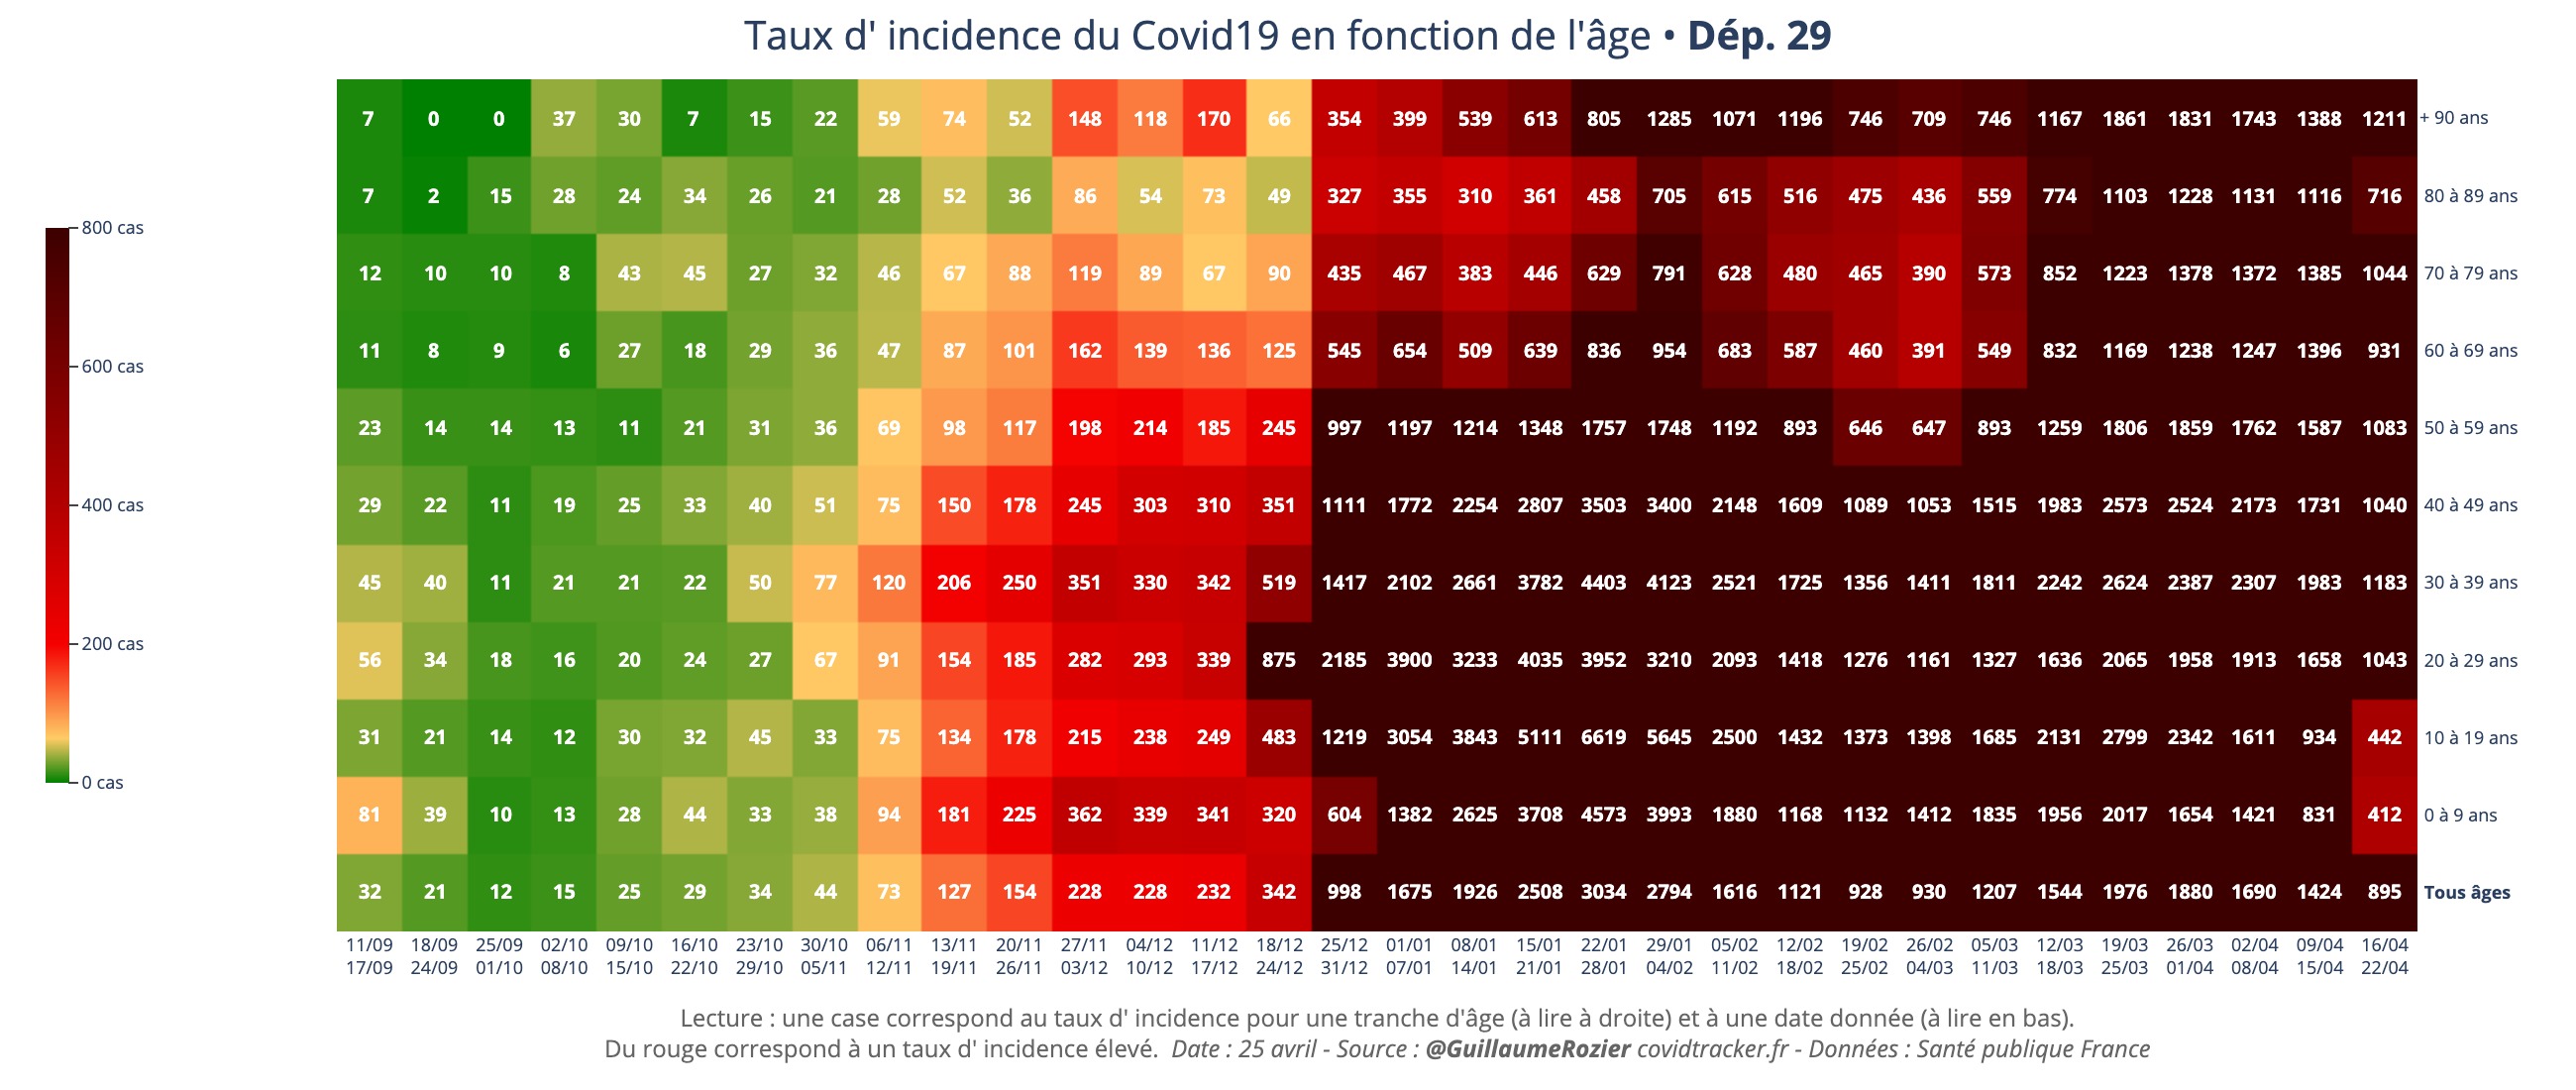 Taux d' incidence du Covid19 en fonction de l'âge • Dép. 29
7 0 0 37 30 7 15 22 59 74 52 148 118 170 66 354 399 539 613 805 1285 1071 1196 746 709 746 1167 1861 1831 1743 1388 1211 + 90 ans
7 2 15 28 24 34 26 21 28 52 36 86 54 73 49 327 355 310 361 458 705 615 516 475 436 559 774 1103 1228 1131 1116 716 80 à 89 ans
800 cas
12 10 10 8 43 45 27 32 46 67 88 119 89 67 90 435 467 383 446 629 791 628 480 465 390 573 852 1223 1378 1372 1385 1044 70 à 79 ans
11 8 9 6 27 18 29 36 47 87 101 162 139 136 125 545 654 509 639 836 954 683 587 460 391 549 832 1169 1238 1247 1396 931 60 à 69 ans
600 cas
23 14 14 13 11 21 31 36 69 98 117 198 214 185 245 997 1197 1214 1348 1757 1748 1192 893 646 647 893 1259 1806 1859 1762 1587 1083 50 à 59 ans
400 cas
29 22 11 19 25 33 40 51 75 150 178 245 303 310 351 1111 1772 2254 2807 3503 3400 2148 1609 1089 1053 1515 1983 2573 2524 2173 1731 1040 40 à 49 ans
45 40 11 21 21 22 50 77 120 206 250 351 330 342 519 1417 2102 2661 3782 4403 4123 2521 1725 1356 1411 1811 2242 2624 2387 2307 1983 1183 30 à 39 ans
200 cas
56 34 18 16 20 24 27 67 91 154 185 282 293 339 875 2185 3900 3233 4035 3952 3210 2093 1418 1276 1161 1327 1636 2065 1958 1913 1658 1043 20 à 29 ans
31 21 14 12 30 32 45 33 75 134 178 215 238 249 483 1219 3054 3843 5111 6619 5645 2500 1432 1373 1398 1685 2131 2799 2342 1611 934 442 10 à 19 ans
0 cas
81 39 10 13 28 44 33 38 94 181 225 362 339 341 320 604 1382 2625 3708 4573 3993 1880 1168 1132 1412 1835 1956 2017 1654 1421 831 412 0 à 9 ans
32 21 12 15 25 29 34 44 73 127 154 228 228 232 342 998 1675 1926 2508 3034 2794 1616 1121 928 930 1207 1544 1976 1880 1690 1424 895 Tous âges
11/09 18/09 25/09 02/10 09/10 16/10 23/10 30/10 06/11 13/11 20/11 27/11 04/12 11/12 18/12 25/12 01/01 08/01 15/01 22/01 29/01 05/02 12/02 19/02 26/02 05/03 12/03 19/03 26/03 02/04 09/04 16/04
17/09 24/09 01/10 08/10 15/10 22/10 29/10 05/11 12/11 19/11 26/11 03/12 10/12 17/12 24/12 31/12 07/01 14/01 21/01 28/01 04/02 11/02 18/02 25/02 04/03 11/03 18/03 25/03 01/04 08/04 15/04 22/04
Lecture : une case correspond au taux d' incidence pour une tranche d'âge (à lire à droite) et à une date donnée (à lire en bas).
Du rouge correspond à un taux d' incidence élevé. Date : 25 avril - Source : @GuillaumeRozier covidtracker.fr - Données : Santé publique France